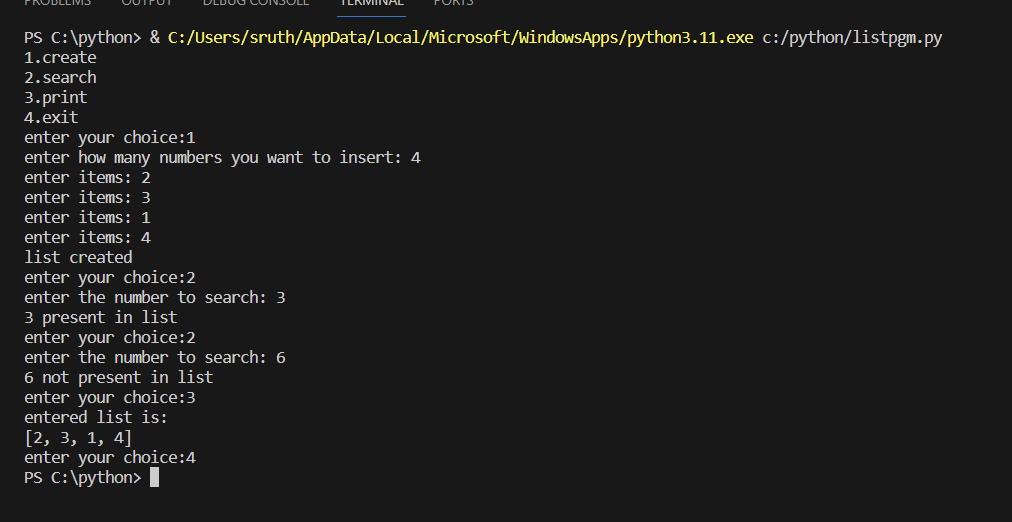 PROBLEMS OUTPUT DEBUG CONSOLE TERMINAL PORTS
PS C:\python> & C:/Users/sruth/AppData/Local/Microsoft/WindowsApps/python3.11.exe c:/python/listpgm.py
1.create
2.search
3.print
4.exit
enter your choice:1
enter how many numbers you want to insert: 4
enter items: 2
enter items: 3
enter items: 1
enter items: 4
list created
enter your choice:2
enter the number to search: 3
3 present in list
enter your choice:2
enter the number to search: 6
6 not present in list
enter your choice:3
entered list is:
[2, 3, 1, 4]
enter your choice:4
PS C:\python>